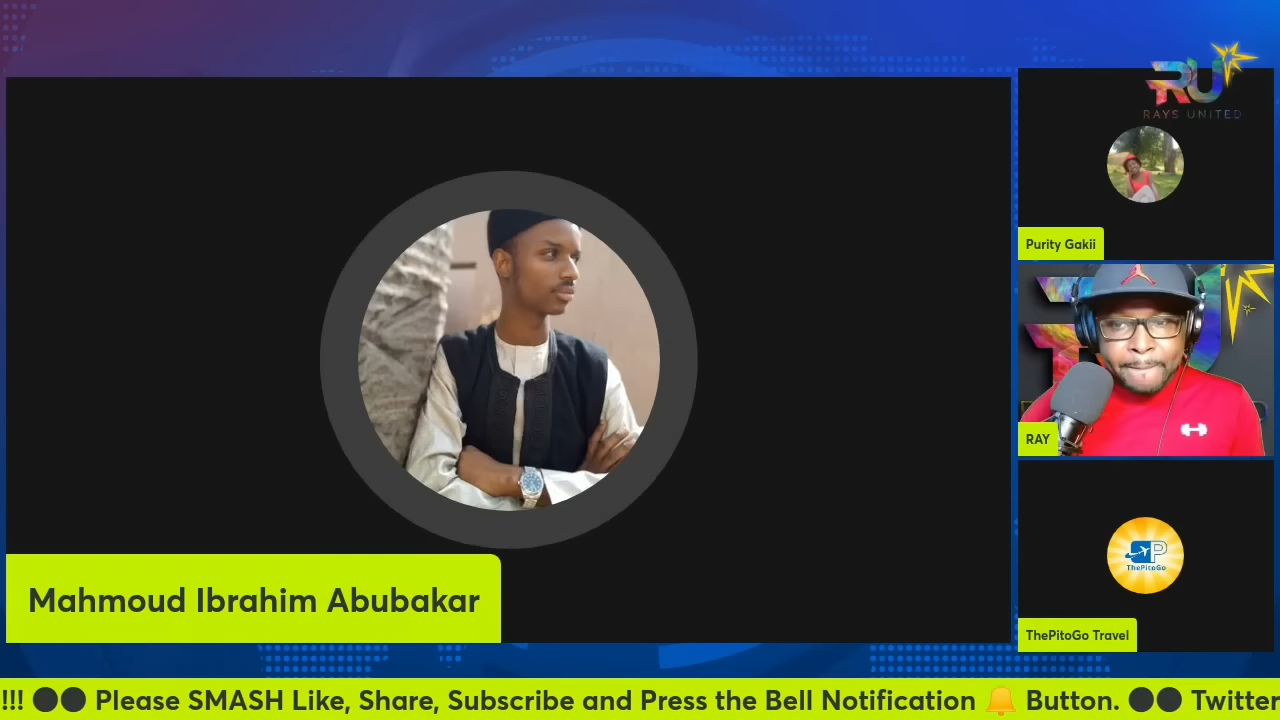 RU
RAYS UNITED
Purity Gakii
RAY
ThePitoGo
ThePitoGo Travel
Mahmoud Ibrahim Abubakar
!!! ⚫⚫ Please SMASH Like, Share, Subscribe and Press the Bell Notification 🔔 Button. ⚫⚫ Twitter